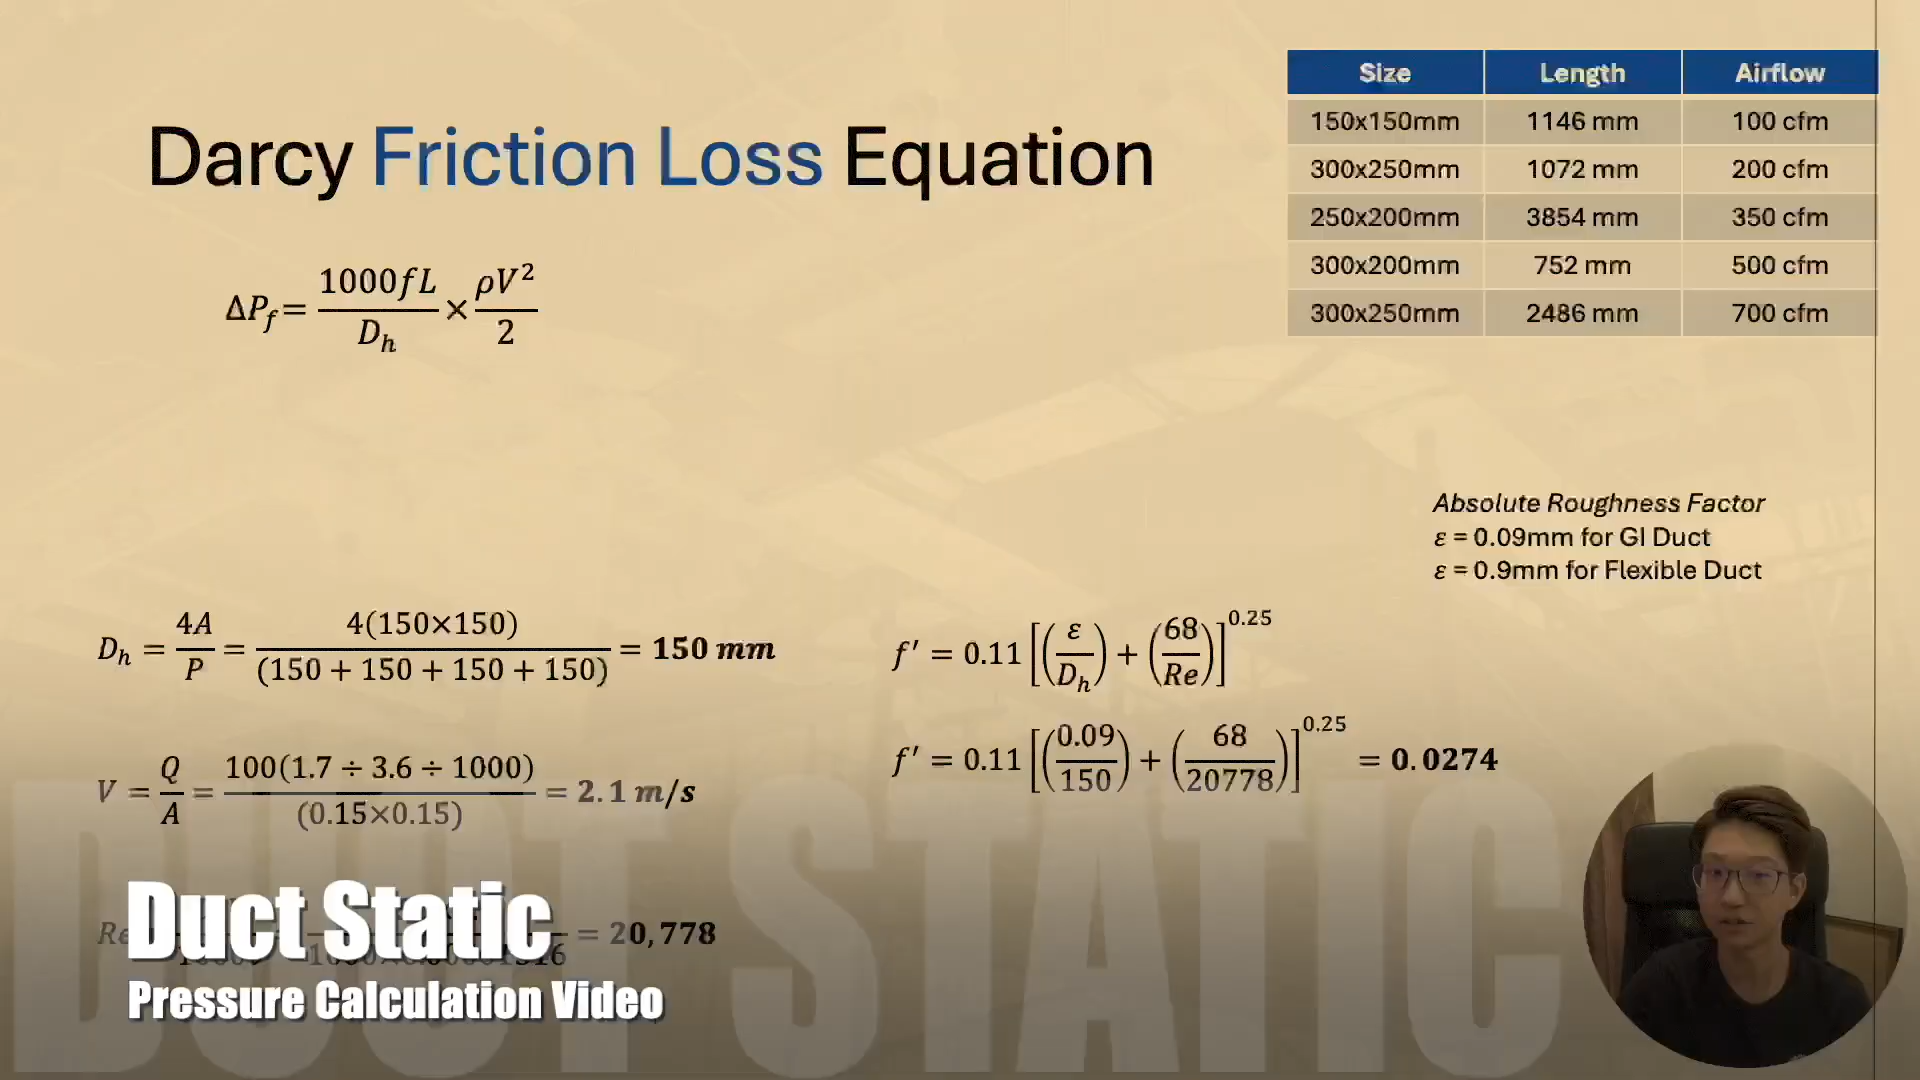 Darcy Friction Loss Equation
Size Length Airflow
150x150mm 1146 mm 100 cfm
300x250mm 1072 mm 200 cfm
250x200mm 3854 mm 350 cfm
300x200mm 752 mm 500 cfm
300x250mm 2486 mm 700 cfm
ΔP_f = 1000fL/D_h × ρV²/2
Absolute Roughness Factor
ε = 0.09mm for GI Duct
ε = 0.9mm for Flexible Duct
D_h = 4A/P = 4(150×150)/(150 + 150 + 150 + 150) = 150 mm
f′ = 0.11 [(ε/D_h) + (68/Re)]^0.25
V = Q/A = 100(1.7 ÷ 3.6 ÷ 1000)/(0.15×0.15) = 2.1 m/s
f′ = 0.11 [(0.09/150) + (68/20778)]^0.25 = 0.0274
Re = 20,778
DUCT STATIC
Duct Static
Pressure Calculation Video